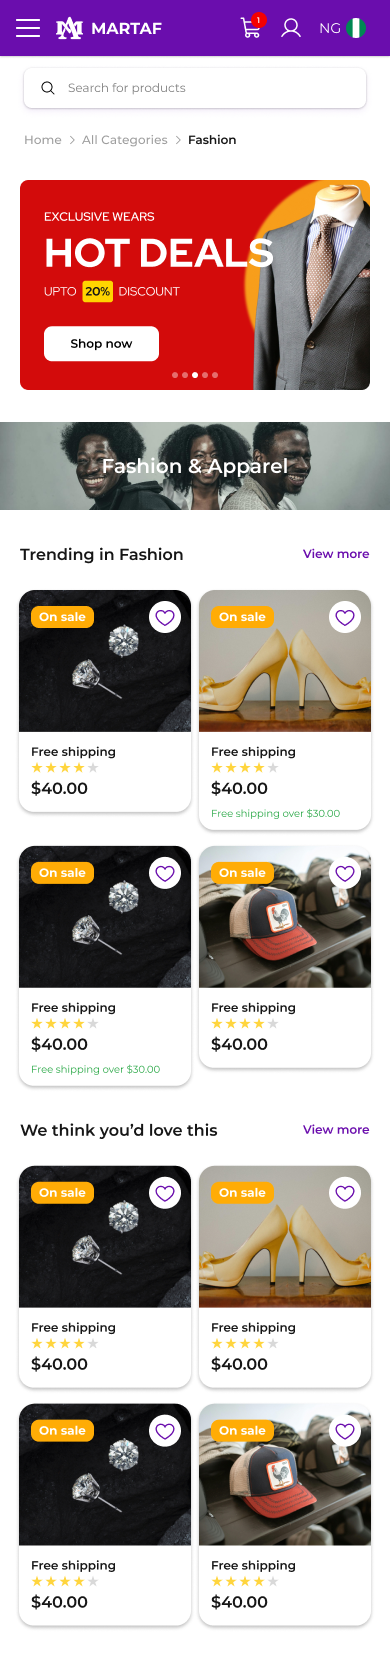 MARTAF
1
NG
Search for products
Home > All Categories > Fashion
EXCLUSIVE WEARS
HOT DEALS
UPTO 20% DISCOUNT
Shop now
Fashion & Apparel
Trending in Fashion
View more
On sale
Free shipping
$40.00
On sale
Free shipping
$40.00
Free shipping over $30.00
On sale
Free shipping
$40.00
Free shipping over $30.00
On sale
Free shipping
$40.00
We think you’d love this
View more
On sale
Free shipping
$40.00
On sale
Free shipping
$40.00
On sale
Free shipping
$40.00
On sale
Free shipping
$40.00